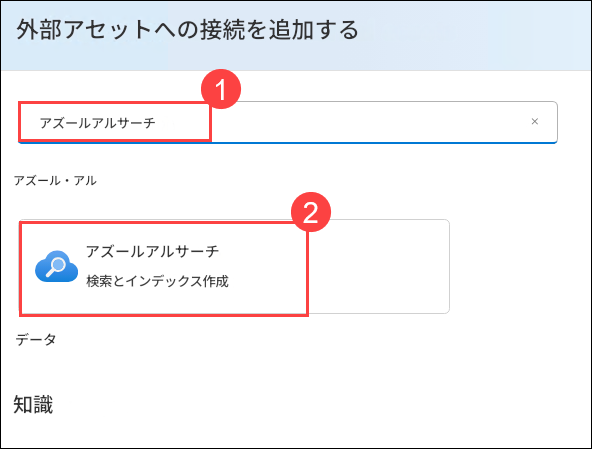 外部アセットへの接続を追加する
1
アズールアルサーチ ×
アズール・アル
2
アズールアルサーチ
検索とインデックス作成
データ
知識